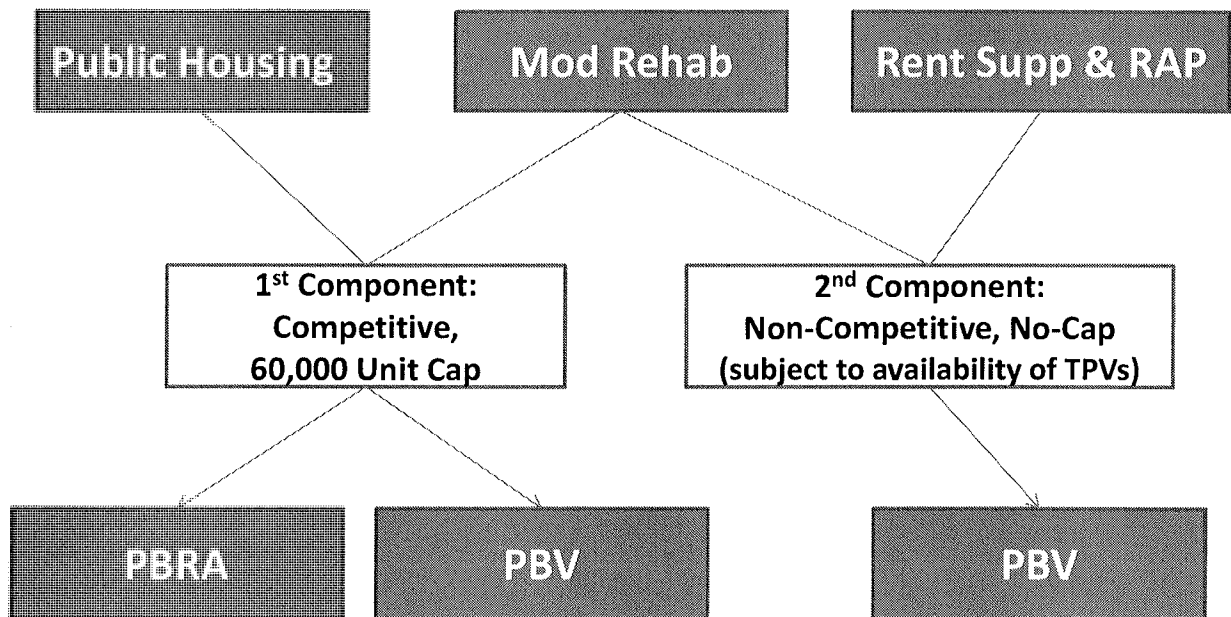 Public Housing
Mod Rehab
Rent Supp & RAP
1st Component:
Competitive,
60,000 Unit Cap
2nd Component:
Non-Competitive, No-Cap
(subject to availability of TPVs)
PBRA
PBV
PBV